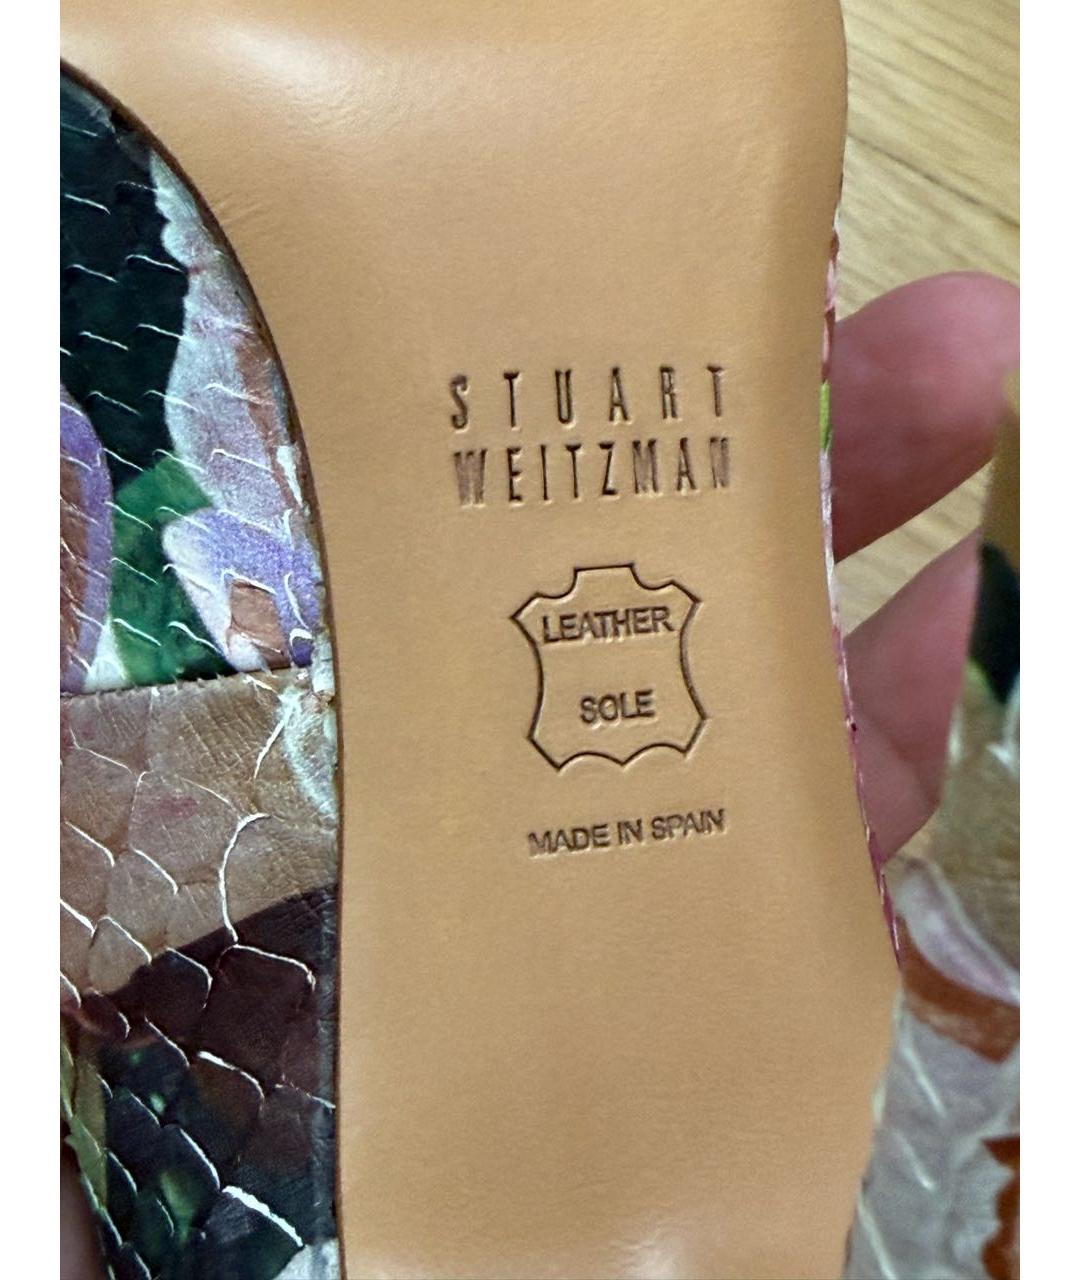 STUART
WEITZMAN
LEATHER
SOLE
MADE IN SPAIN